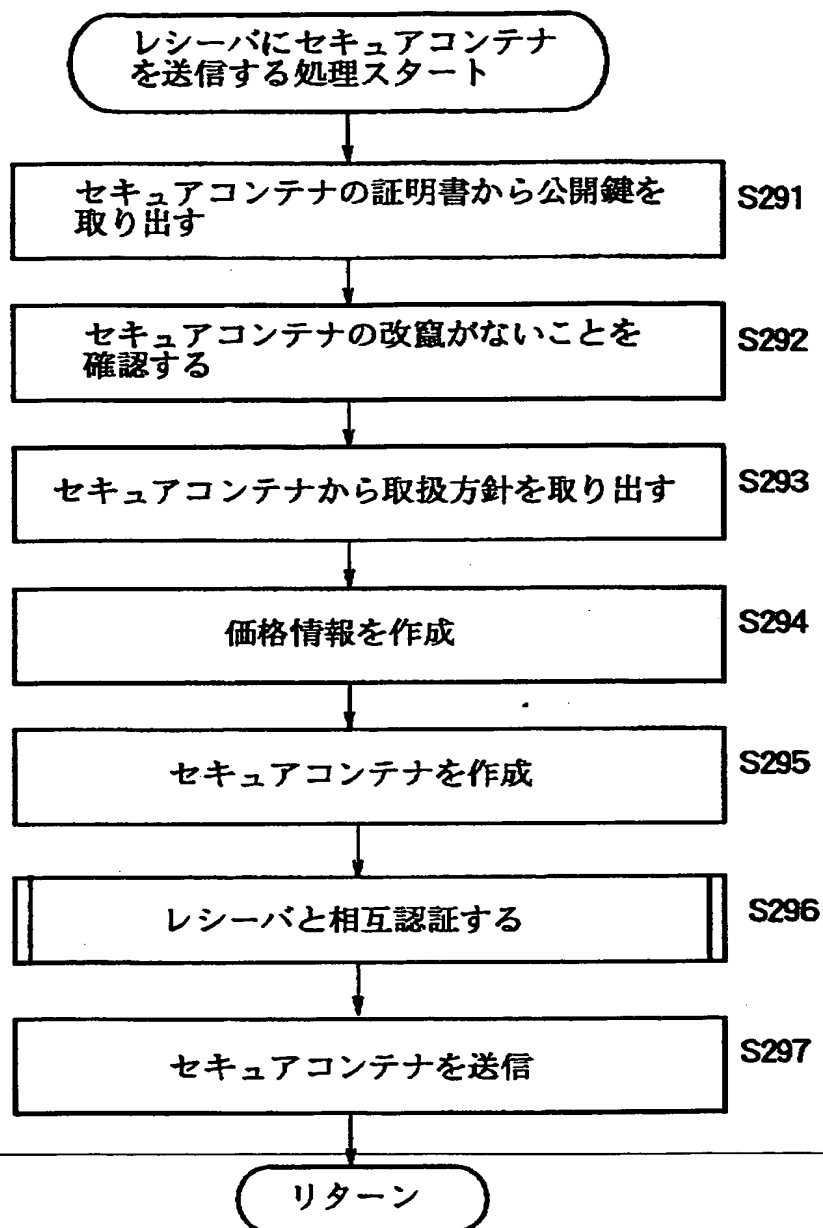 レシーバにセキュアコンテナ
を送信する処理スタート
セキュアコンテナの証明書から公開鍵を
取り出す
S291
セキュアコンテナの改竄がないことを
確認する
S292
セキュアコンテナから取扱方針を取り出す
S293
価格情報を作成
S294
セキュアコンテナを作成
S295
レシーバと相互認証する
S296
セキュアコンテナを送信
S297
リターン